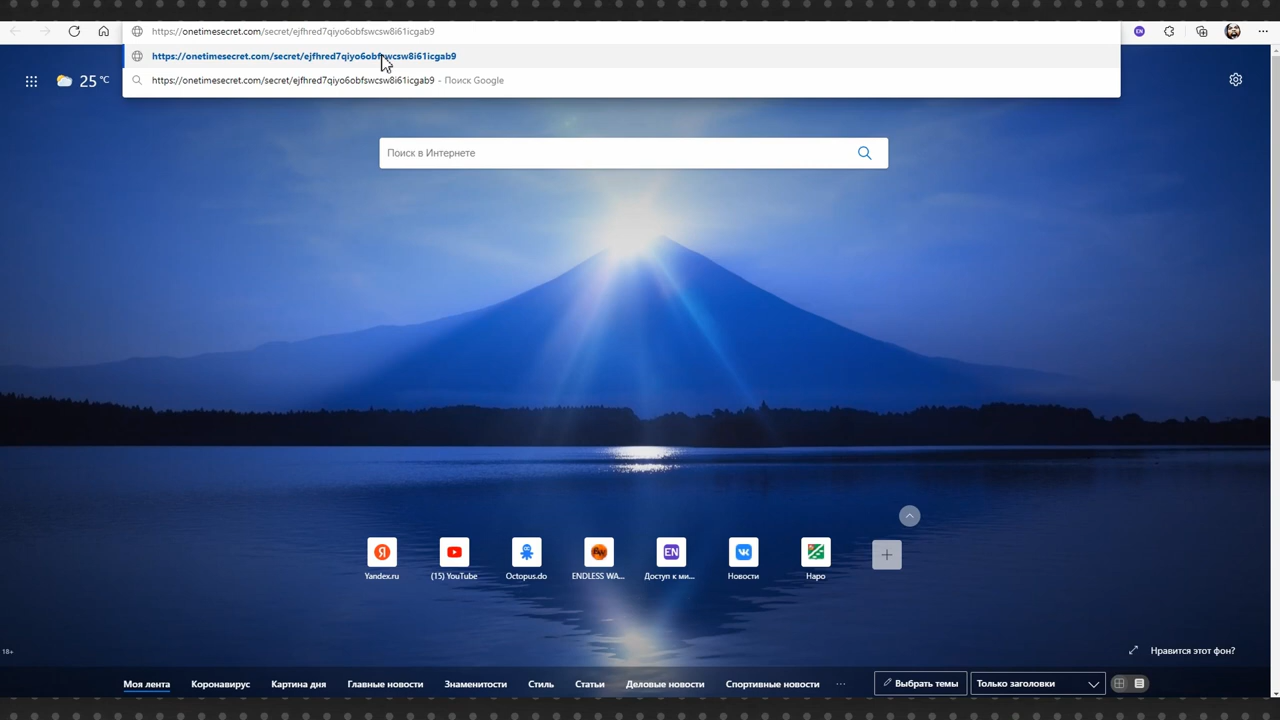 https://onetimesecret.com/secret/ejfhred7qiyo6obfswcsw8i61icgab9
https://onetimesecret.com/secret/ejfhred7qiyo6obfswcsw8i61icgab9
https://onetimesecret.com/secret/ejfhred7qiyo6obfswcsw8i61icgab9 - Поиск Google
EN
25 °C
Поиск в Интернете
EN
Yandex.ru
(15) YouTube
Octopus.do
ENDLESS WA...
Доступ к ми...
Новости
Наро
18+
Нравится этот фон?
Моя лента
Коронавирус
Картина дня
Главные новости
Знаменитости
Стиль
Статьи
Деловые новости
Спортивные новости
...
Выбрать темы
Только заголовки